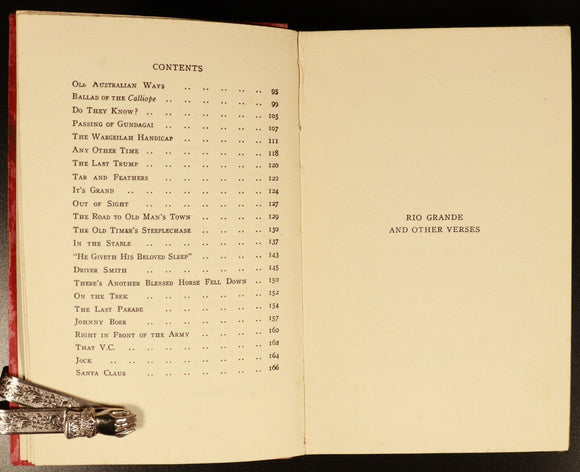 CONTENTS
OLD AUSTRALIAN WAYS .. .. .. .. .. 95
BALLAD OF THE Calliope .. .. .. .. .. .. 99
DO THEY KNOW? .. .. .. .. .. .. .. 105
PASSING OF GUNDAGAI .. .. .. .. .. 107
THE WARGEILAH HANDICAP .. .. .. .. .. 111
ANY OTHER TIME .. .. .. .. .. .. .. 118
THE LAST TRUMP .. .. .. .. .. .. .. 120
TAR AND FEATHERS .. .. .. .. .. .. 122
IT'S GRAND .. .. .. .. .. .. .. .. 124
OUT OF SIGHT .. .. .. .. .. .. .. 127
THE ROAD TO OLD MAN'S TOWN .. .. .. .. 129
THE OLD TIMER'S STEEPLECHASE .. .. .. .. 130
IN THE STABLE .. .. .. .. .. .. .. 137
"HE GIVETH HIS BELOVED SLEEP" .. .. .. .. 143
DRIVER SMITH .. .. .. .. .. .. .. 145
THERE'S ANOTHER BLESSED HORSE FELL DOWN .. .. 150
ON THE TREK .. .. .. .. .. .. .. 152
THE LAST PARADE .. .. .. .. .. .. 154
JOHNNY BOER .. .. .. .. .. .. .. 157
RIGHT IN FRONT OF THE ARMY .. .. .. .. 160
THAT V.C. .. .. .. .. .. .. .. 162
JOCK .. .. .. .. .. .. .. .. 164
SANTA CLAUS .. .. .. .. .. .. .. 166
RIO GRANDE
AND OTHER VERSES